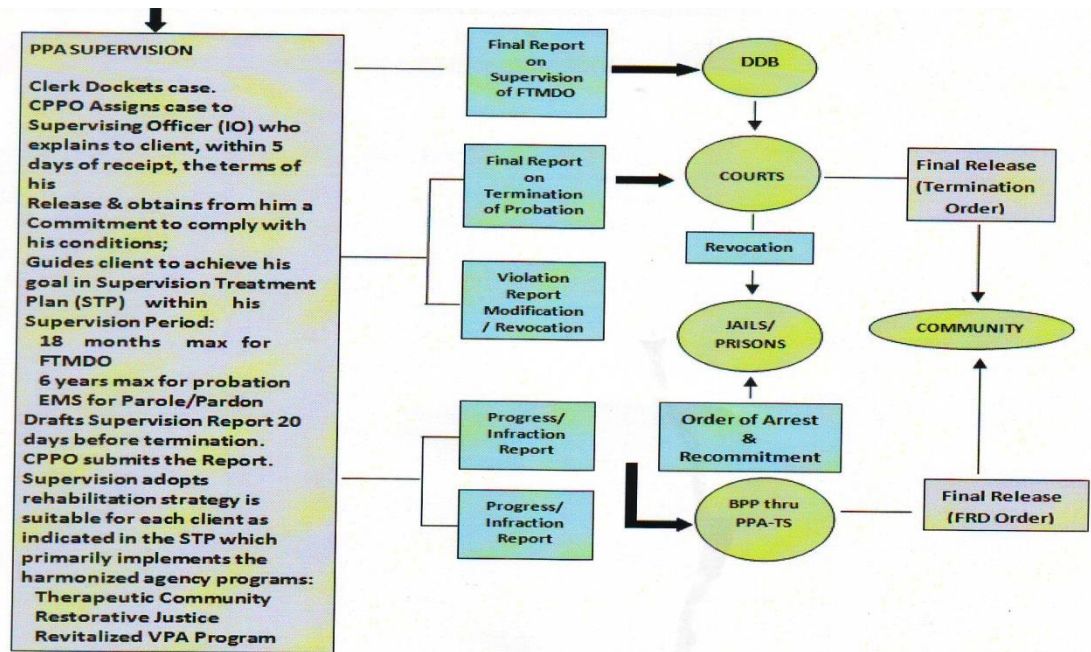 PPA SUPERVISION
Clerk Dockets case.
CPPO Assigns case to
Supervising Officer (IO) who
explains to client, within 5
days of receipt, the terms of
his
Release & obtains from him a
Commitment to comply with
his conditions;
Guides client to achieve his
goal in Supervision Treatment
Plan (STP) within his
Supervision Period:
18 months max for
FTMDO
6 years max for probation
EMS for Parole/Pardon
Drafts Supervision Report 20
days before termination.
CPPO submits the Report.
Supervision adopts
rehabilitation strategy is
suitable for each client as
indicated in the STP which
primarily implements the
harmonized agency programs:
Therapeutic Community
Restorative Justice
Revitalized VPA Program
Final Report
on
Supervision
of FTMDO
DDB
Final Report
on
Termination
of Probation
COURTS
Final Release
(Termination
Order)
Revocation
Violation
Report
Modification
/ Revocation
JAILS/
PRISONS
COMMUNITY
Progress/
Infraction
Report
Order of Arrest
&
Recommitment
Progress/
Infraction
Report
BPP thru
PPA-TS
Final Release
(FRD Order)